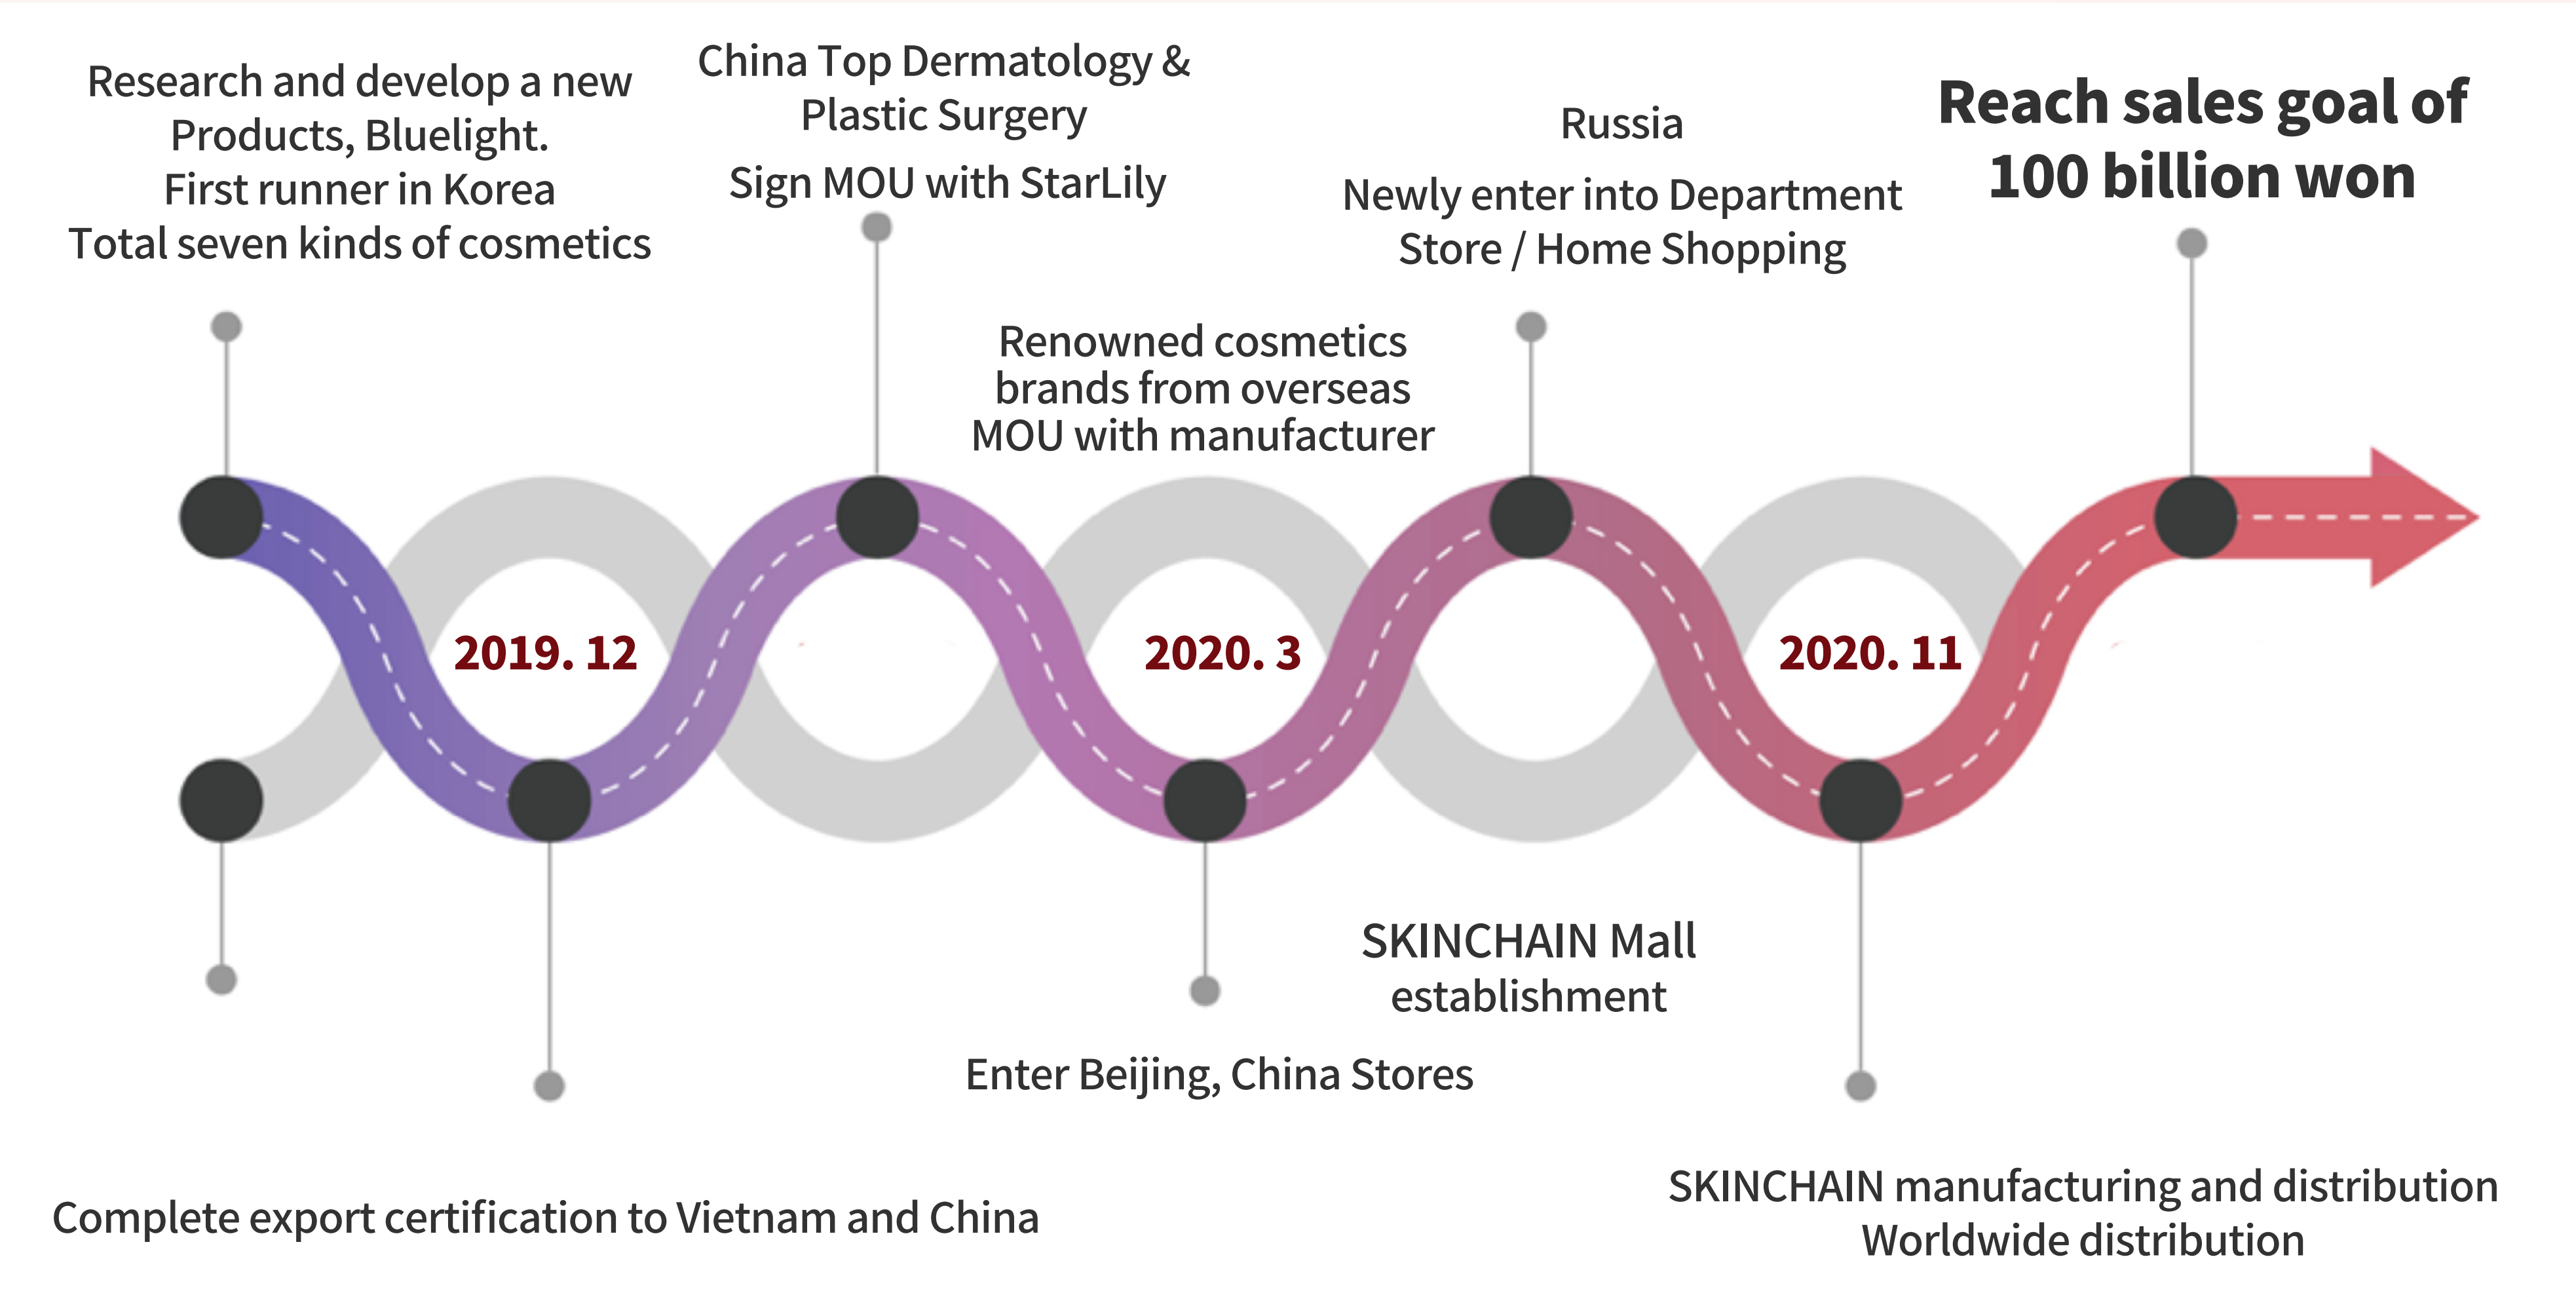 Research and develop a new
Products, Bluelight.
First runner in Korea
Total seven kinds of cosmetics
China Top Dermatology &
Plastic Surgery
Sign MOU with StarLily
Renowned cosmetics
brands from overseas
MOU with manufacturer
Russia
Newly enter into Department
Store / Home Shopping
Reach sales goal of
100 billion won
2019. 12
2020. 3
2020. 11
SKINCHAIN Mall
establishment
Enter Beijing, China Stores
Complete export certification to Vietnam and China
SKINCHAIN manufacturing and distribution
Worldwide distribution